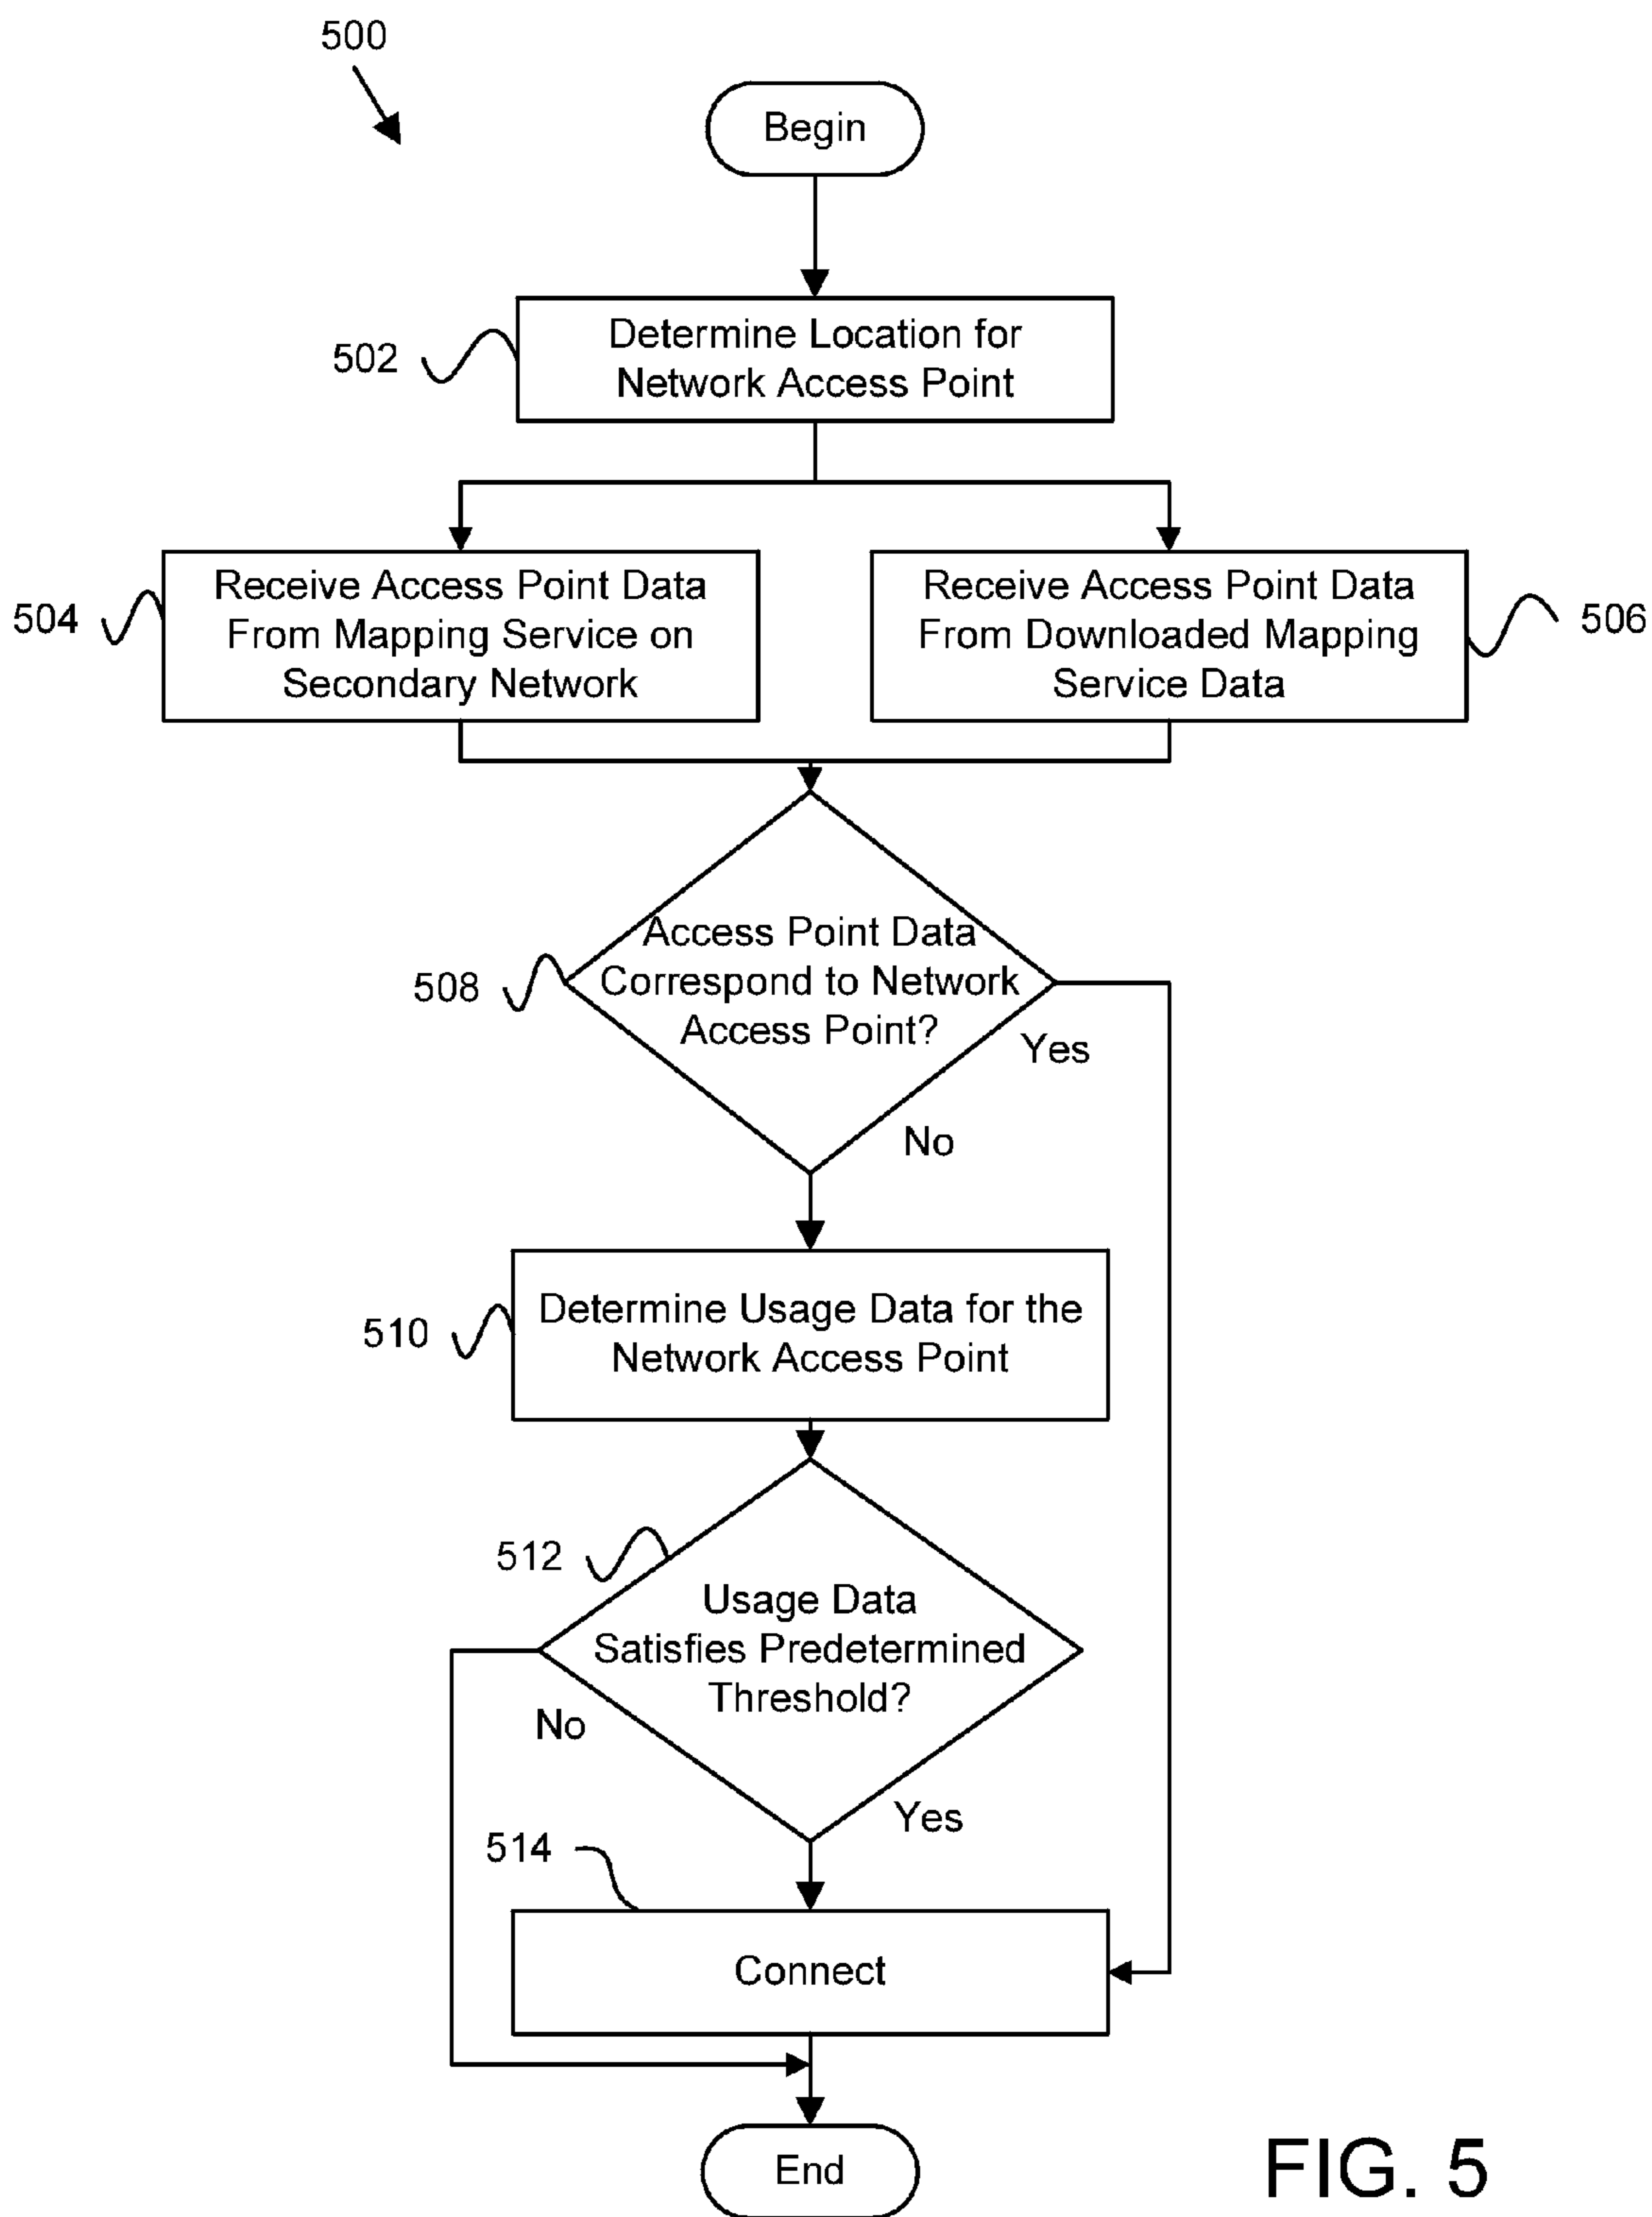 500
Begin
502
Determine Location for
Network Access Point
504
Receive Access Point Data
From Mapping Service on
Secondary Network
Receive Access Point Data
From Downloaded Mapping
Service Data
506
508
Access Point Data
Correspond to Network
Access Point?
Yes
No
510
Determine Usage Data for the
Network Access Point
512
Usage Data
Satisfies Predetermined
Threshold?
No
Yes
514
Connect
End
FIG. 5